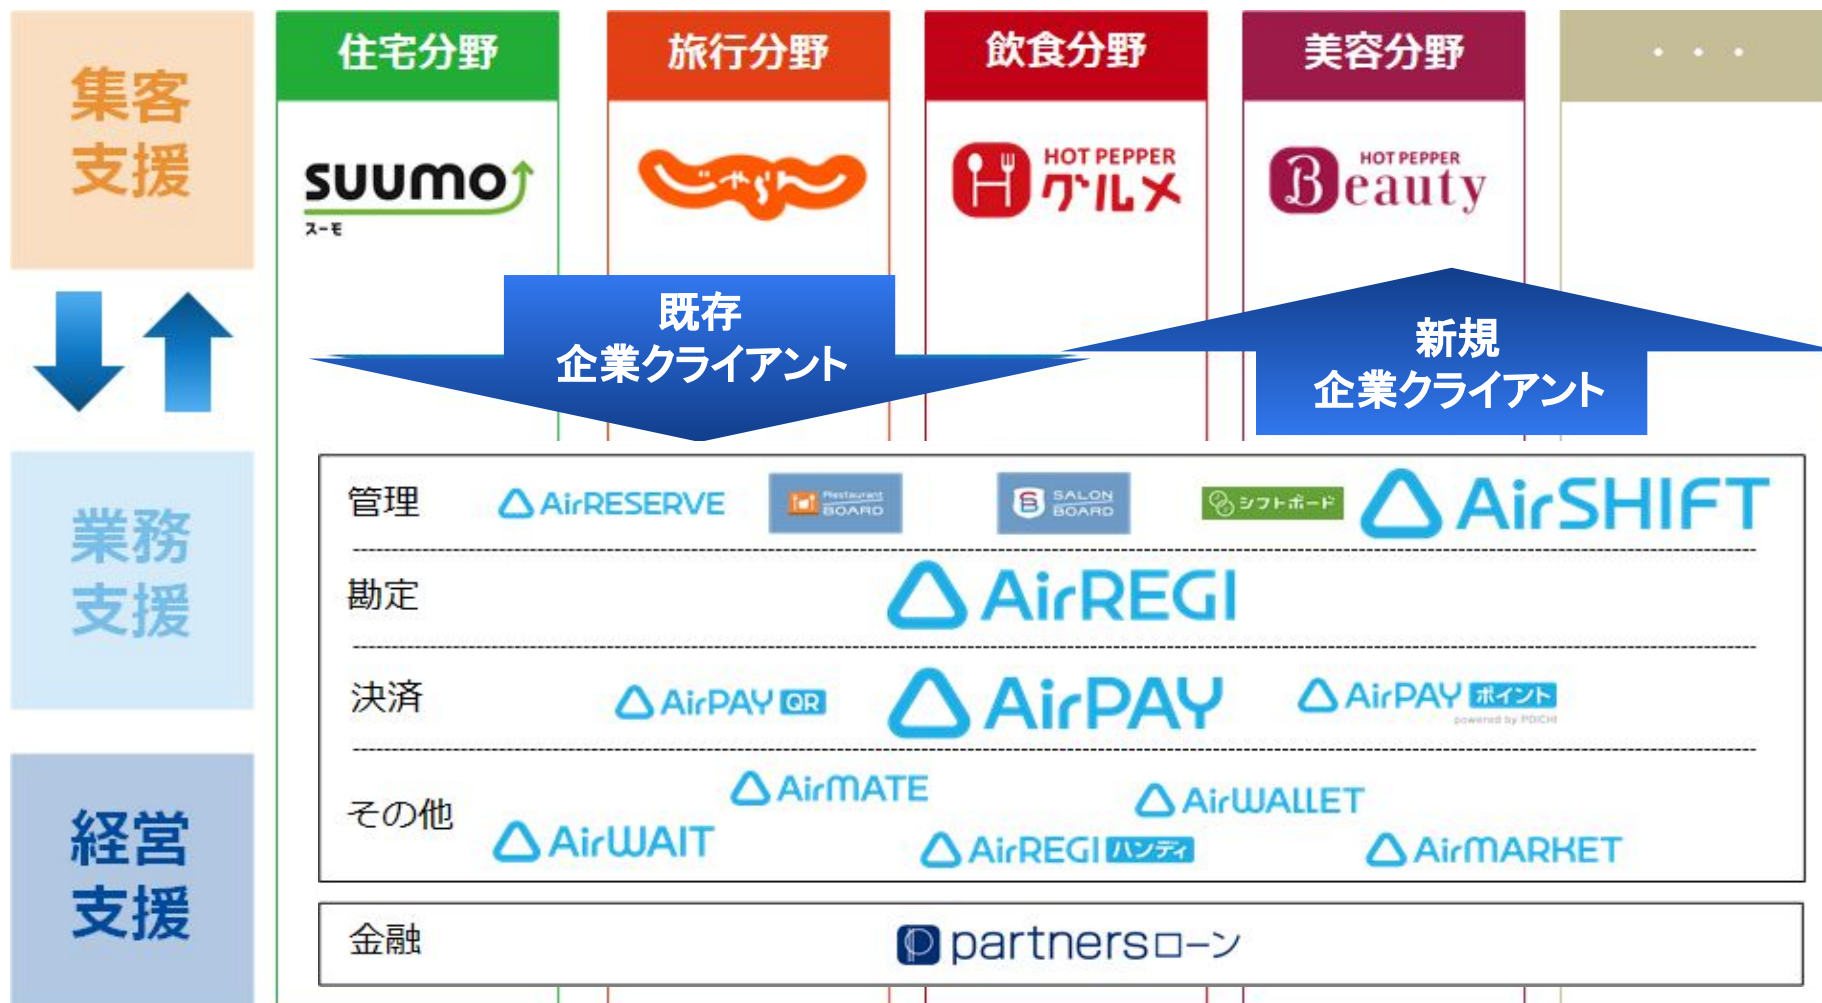 集客
支援
住宅分野
旅行分野
飲食分野
美容分野
・・・
SUUMO
スーモ
じゃらん
HOT PEPPER
グルメ
HOT PEPPER
Beauty
既存
企業クライアント
新規
企業クライアント
業務
支援
管理
AirRESERVE
Restaurant
BOARD
SALON
BOARD
シフトボード
AirSHIFT
勘定
AirREGI
決済
AirPAY QR
AirPAY
AirPAY ポイント
powered by POICHI
経営
支援
その他
AirMATE
AirWALLET
AirWAIT
AirREGI ハンディ
AirMARKET
金融
partnersローン